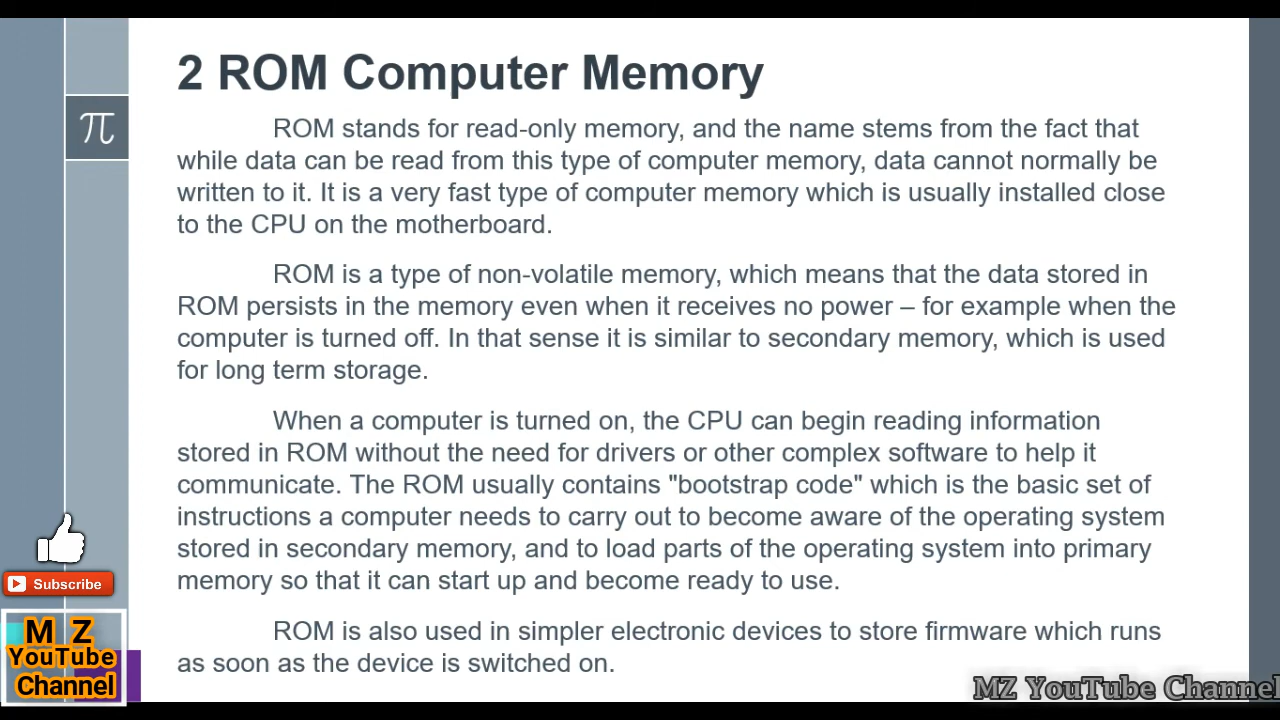 2 ROM Computer Memory
ROM stands for read-only memory, and the name stems from the fact that
while data can be read from this type of computer memory, data cannot normally be
written to it. It is a very fast type of computer memory which is usually installed close
to the CPU on the motherboard.
ROM is a type of non-volatile memory, which means that the data stored in
ROM persists in the memory even when it receives no power – for example when the
computer is turned off. In that sense it is similar to secondary memory, which is used
for long term storage.
When a computer is turned on, the CPU can begin reading information
stored in ROM without the need for drivers or other complex software to help it
communicate. The ROM usually contains "bootstrap code" which is the basic set of
instructions a computer needs to carry out to become aware of the operating system
stored in secondary memory, and to load parts of the operating system into primary
memory so that it can start up and become ready to use.
ROM is also used in simpler electronic devices to store firmware which runs
as soon as the device is switched on.
π
Subscribe
M Z
YouTube
Channel
MZ YouTube Channel